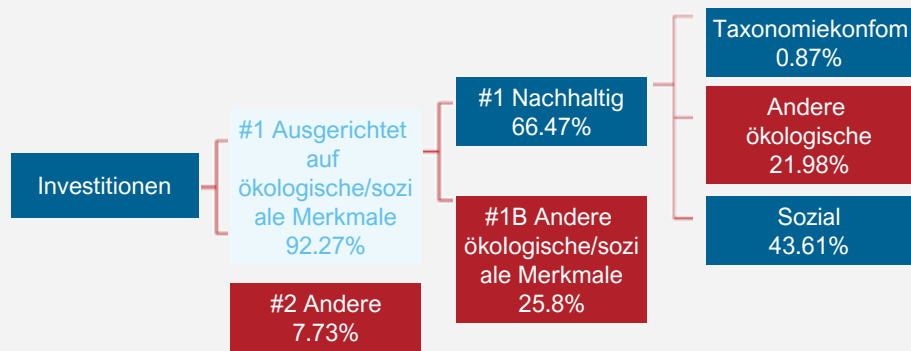 Investitionen
#1 Ausgerichtet
auf
ökologische/sozi
ale Merkmale
92.27%
#2 Andere
7.73%
#1 Nachhaltig
66.47%
#1B Andere
ökologische/sozi
ale Merkmale
25.8%
Taxonomiekonfom
0.87%
Andere
ökologische
21.98%
Sozial
43.61%